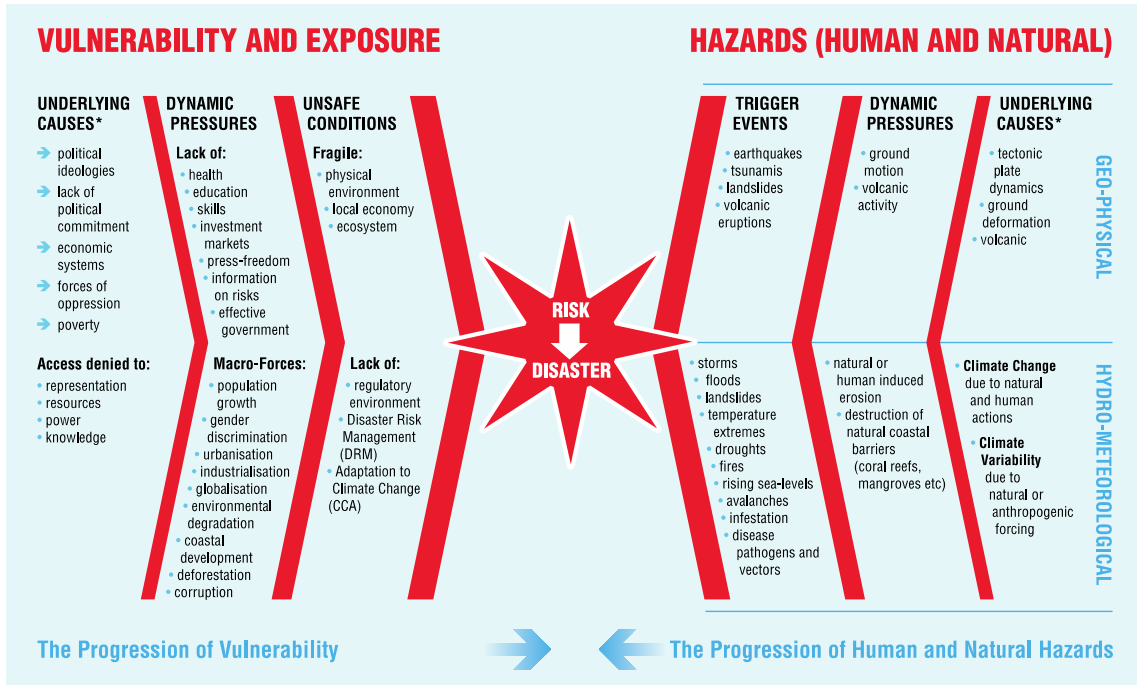 VULNERABILITY AND EXPOSURE
UNDERLYING
CAUSES*
political
ideologies
lack of
political
commitment
economic
systems
forces of
oppression
poverty
Access denied to:
• representation
• resources
• power
• knowledge
DYNAMIC
PRESSURES
Lack of:
• health
• education
• skills
• investment
markets
• press-freedom
• information
on risks
• effective
government
Macro-Forces:
• population
growth
• gender
discrimination
• urbanisation
• industrialisation
• globalisation
• environmental
degradation
• coastal
development
• deforestation
• corruption
UNSAFE
CONDITIONS
Fragile:
• physical
environment
• local economy
• ecosystem
Lack of:
• regulatory
environment
• Disaster Risk
Management
(DRM)
• Adaptation to
Climate Change
(CCA)
RISK
DISASTER
HAZARDS (HUMAN AND NATURAL)
TRIGGER
EVENTS
• earthquakes
• tsunamis
• landslides
• volcanic
eruptions
• storms
• floods
• landslides
• temperature
extremes
• droughts
• fires
• rising sea-levels
• avalanches
• infestation
• disease
pathogens and
vectors
DYNAMIC
PRESSURES
• ground
motion
• volcanic
activity
• natural or
human induced
erosion
• destruction of
natural coastal
barriers
(coral reefs,
mangroves etc)
UNDERLYING
CAUSES*
• tectonic
plate
dynamics
• ground
deformation
• volcanic
• Climate Change
due to natural
and human
actions
• Climate
Variability
due to
natural or
anthropogenic
forcing
GEO-PHYSICAL
HYDRO-METEOROLOGICAL
The Progression of Vulnerability
The Progression of Human and Natural Hazards